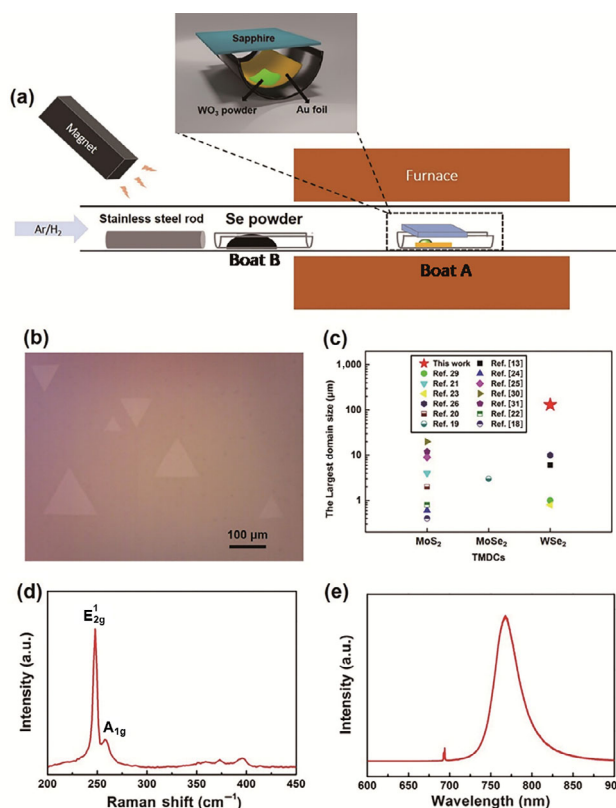 Sapphire
WO₃ powder
Au foil
(a)
Magnet
Furnace
Ar/H₂
Stainless steel rod
Se powder
Boat B
Boat A
(b)
100 μm
(c)
The Largest domain size (μm)
1,000
100
10
1
This work
Ref. 29
Ref. 21
Ref. 23
Ref. 26
Ref. 20
Ref. 19
Ref. [13]
Ref. [24]
Ref. [25]
Ref. [30]
Ref. [31]
Ref. [22]
Ref. [18]
MoS₂ MoSe₂ WSe₂
TMDCs
(d)
Intensity (a.u.)
E¹₂g
A₁g
200 250 300 350 400 450
Raman shift (cm⁻¹)
(e)
Intensity (a.u.)
600 650 700 750 800 850 900
Wavelength (nm)